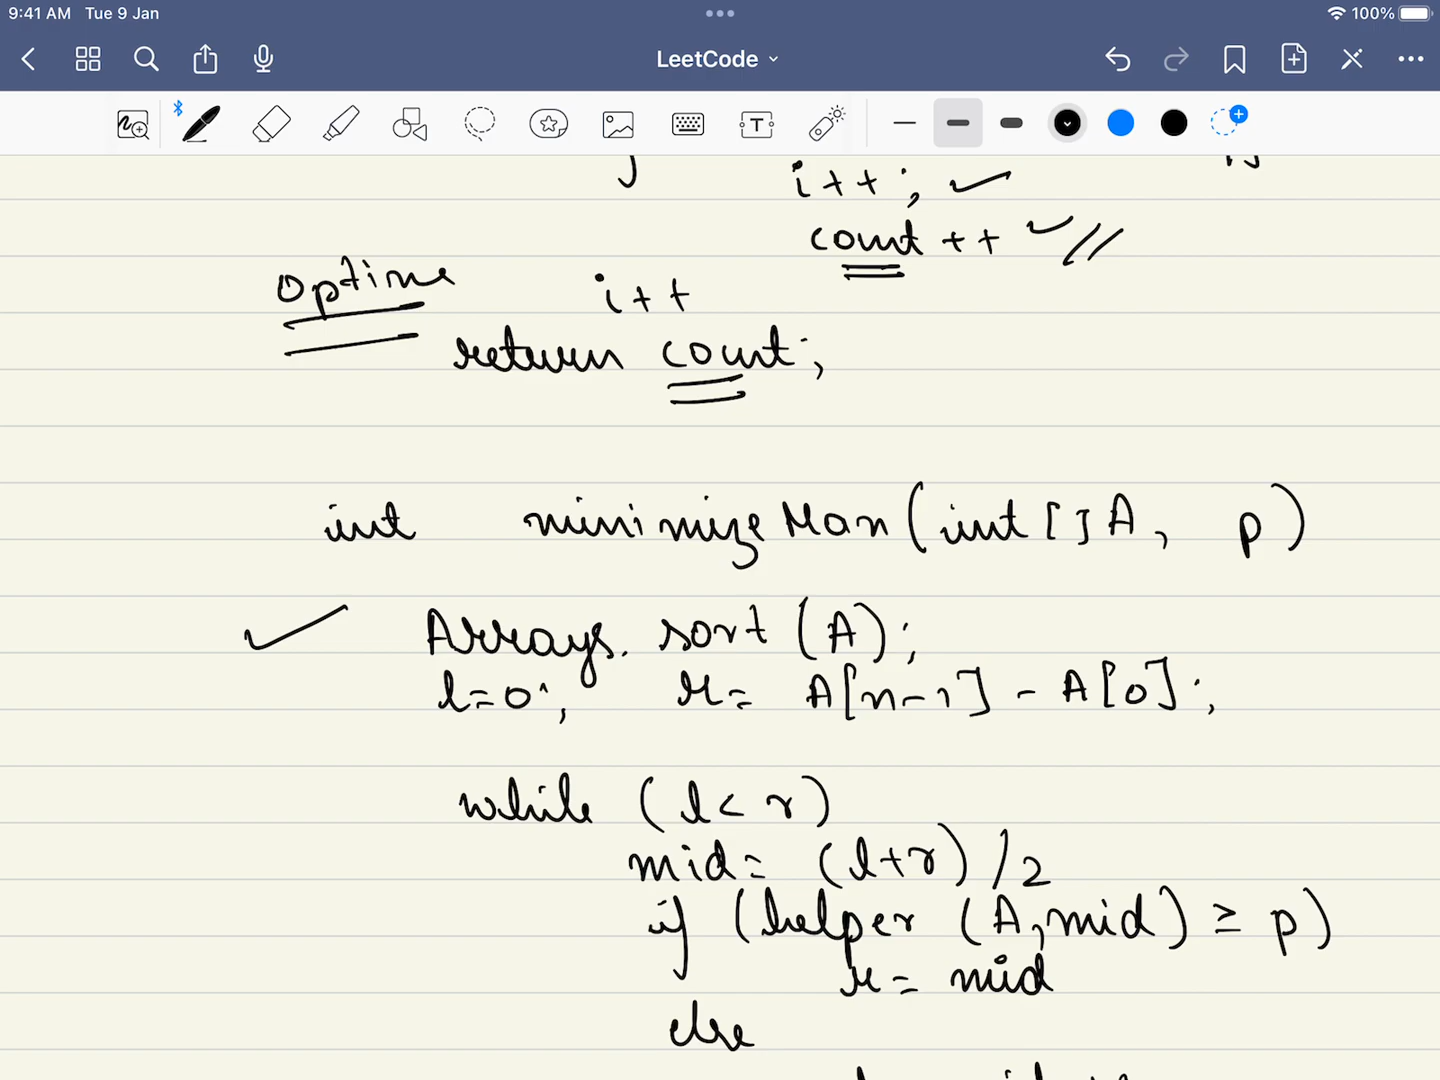 9:41 AM Tue 9 Jan
100%
LeetCode
T
i++;
count ++
optime
i++
return count;
int minimizeMax(int[]A, p)
Arrays. sort (A);
l=0; r= A[n-1] - A[0];
while (l< r)
mid= (l+r)/2
if (helper (A,mid) ≥ p)
r= mid
else